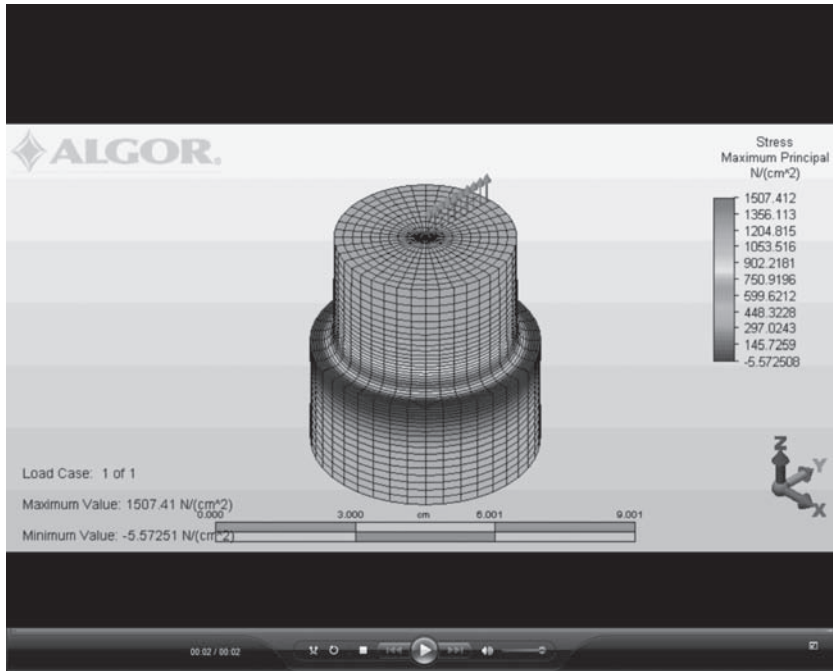 ALGOR®
Stress
Maximum Principal
N/(cm^2)
1507.412
1356.113
1204.815
1053.516
902.2181
750.9196
599.6212
448.3228
297.0243
145.7259
-5.572508
Z
Y
X
Load Case: 1 of 1
Maximum Value: 1507.41 N/(cm^2)
Minimum Value: -5.57251 N/(cm^2)
0.000 3.000 cm 6.001 9.001
00:02 / 00:02